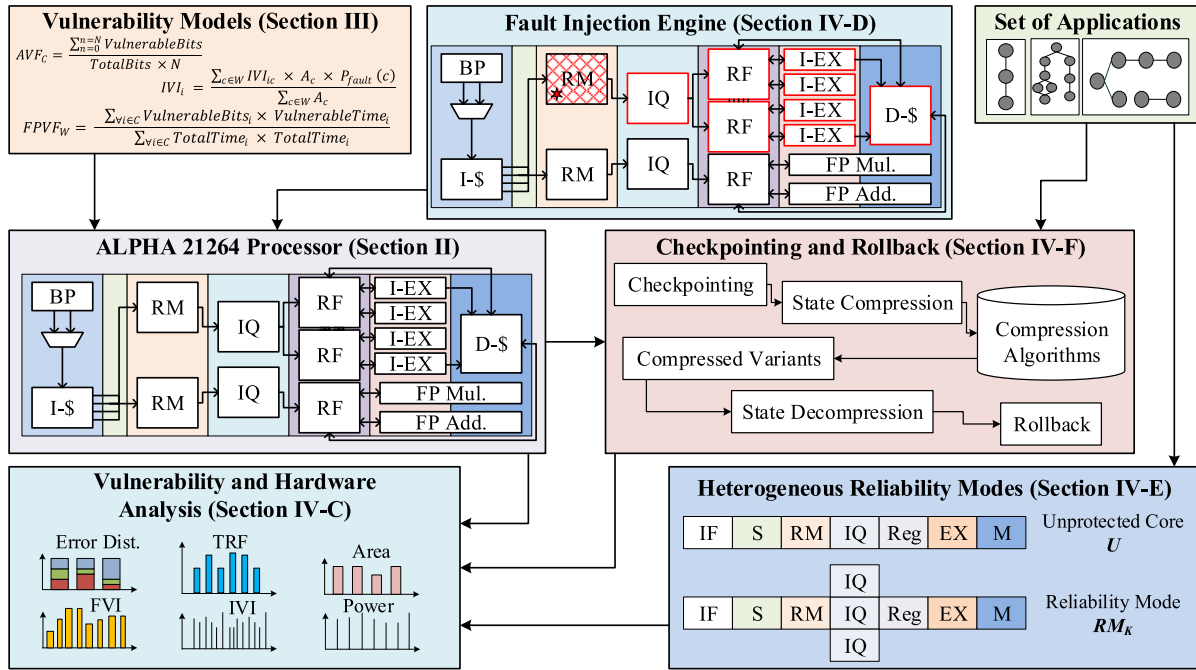 Vulnerability Models (Section III)
AVF_C = ∑_{n=0}^{n=N} VulnerableBits / TotalBits × N
IVI_i = ∑_{c∈W} IVI_{ic} × A_c × P_{fault}(c) / ∑_{c∈W} A_c
FPVF_W = ∑_{∀i∈C} VulnerableBits_i × VulnerableTime_i / ∑_{∀i∈C} TotalTime_i × TotalTime_i
Fault Injection Engine (Section IV-D)
BP
RM
IQ
RF
RF
I-EX
I-EX
I-EX
I-EX
D-$
I-$
RM
IQ
RF
FP Mul.
FP Add.
Set of Applications
ALPHA 21264 Processor (Section II)
BP
RM
IQ
RF
RF
I-EX
I-EX
I-EX
I-EX
D-$
I-$
RM
IQ
RF
FP Mul.
FP Add.
Checkpointing and Rollback (Section IV-F)
Checkpointing
State Compression
Compression
Algorithms
Compressed Variants
State Decompression
Rollback
Vulnerability and Hardware
Analysis (Section IV-C)
Error Dist.
TRF
Area
FVI
IVI
Power
Heterogeneous Reliability Modes (Section IV-E)
IF S RM IQ Reg EX M
Unprotected Core
U
IQ
IF S RM IQ Reg EX M
IQ
Reliability Mode
RM_K